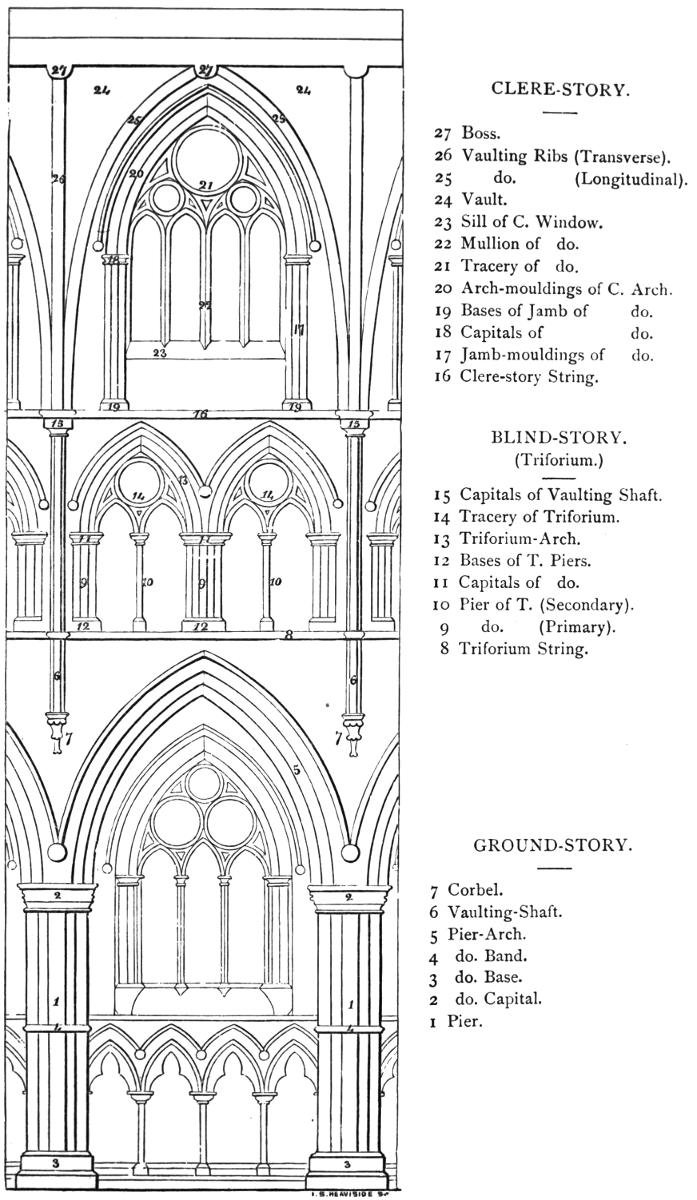 CLERE-STORY.
27 Boss.
26 Vaulting Ribs (Transverse).
25 do. (Longitudinal).
24 Vault.
23 Sill of C. Window.
22 Mullion of do.
21 Tracery of do.
20 Arch-mouldings of C. Arch.
19 Bases of Jamb of do.
18 Capitals of do.
17 Jamb-mouldings of do.
16 Clere-story String.
BLIND-STORY.
(Triforium.)
15 Capitals of Vaulting Shaft.
14 Tracery of Triforium.
13 Triforium-Arch.
12 Bases of T. Piers.
11 Capitals of do.
10 Pier of T. (Secondary).
9 do. (Primary).
8 Triforium String.
GROUND-STORY.
7 Corbel.
6 Vaulting-Shaft.
5 Pier-Arch.
4 do. Band.
3 do. Base.
2 do. Capital.
1 Pier.
27 27
24 24
25 25
26
20
21
18
22
17
23
19 19
16
15 15
13
14 14
11 11
9 10 9 10
12 12
8
6 6
7 7
5
2 2
1 1
4 4
3 3
I. S. HEAVISIDE Sc